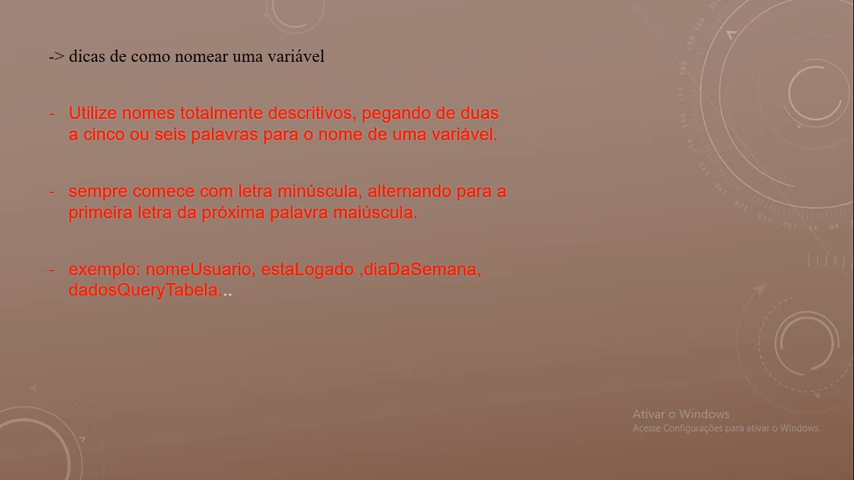 -> dicas de como nomear uma variável
- Utilize nomes totalmente descritivos, pegando de duas
a cinco ou seis palavras para o nome de uma variável.
- sempre comece com letra minúscula, alternando para a
primeira letra da próxima palavra maiúscula.
- exemplo: nomeUsuario, estaLogado ,diaDaSemana,
dadosQueryTabela...
Ativar o Windows
Acesse Configurações para ativar o Windows.